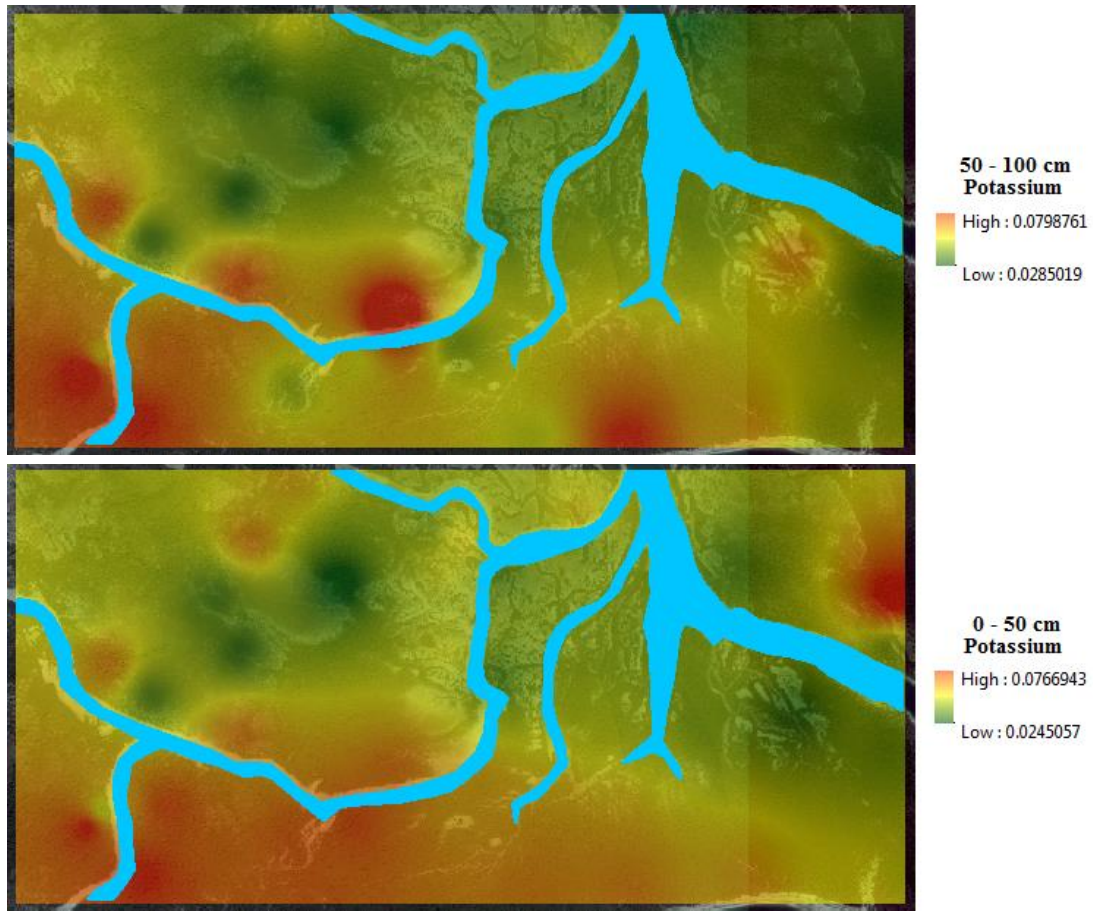 50 - 100 cm
Potassium
High : 0.0798761
Low : 0.0285019
0 - 50 cm
Potassium
High : 0.0766943
Low : 0.0245057